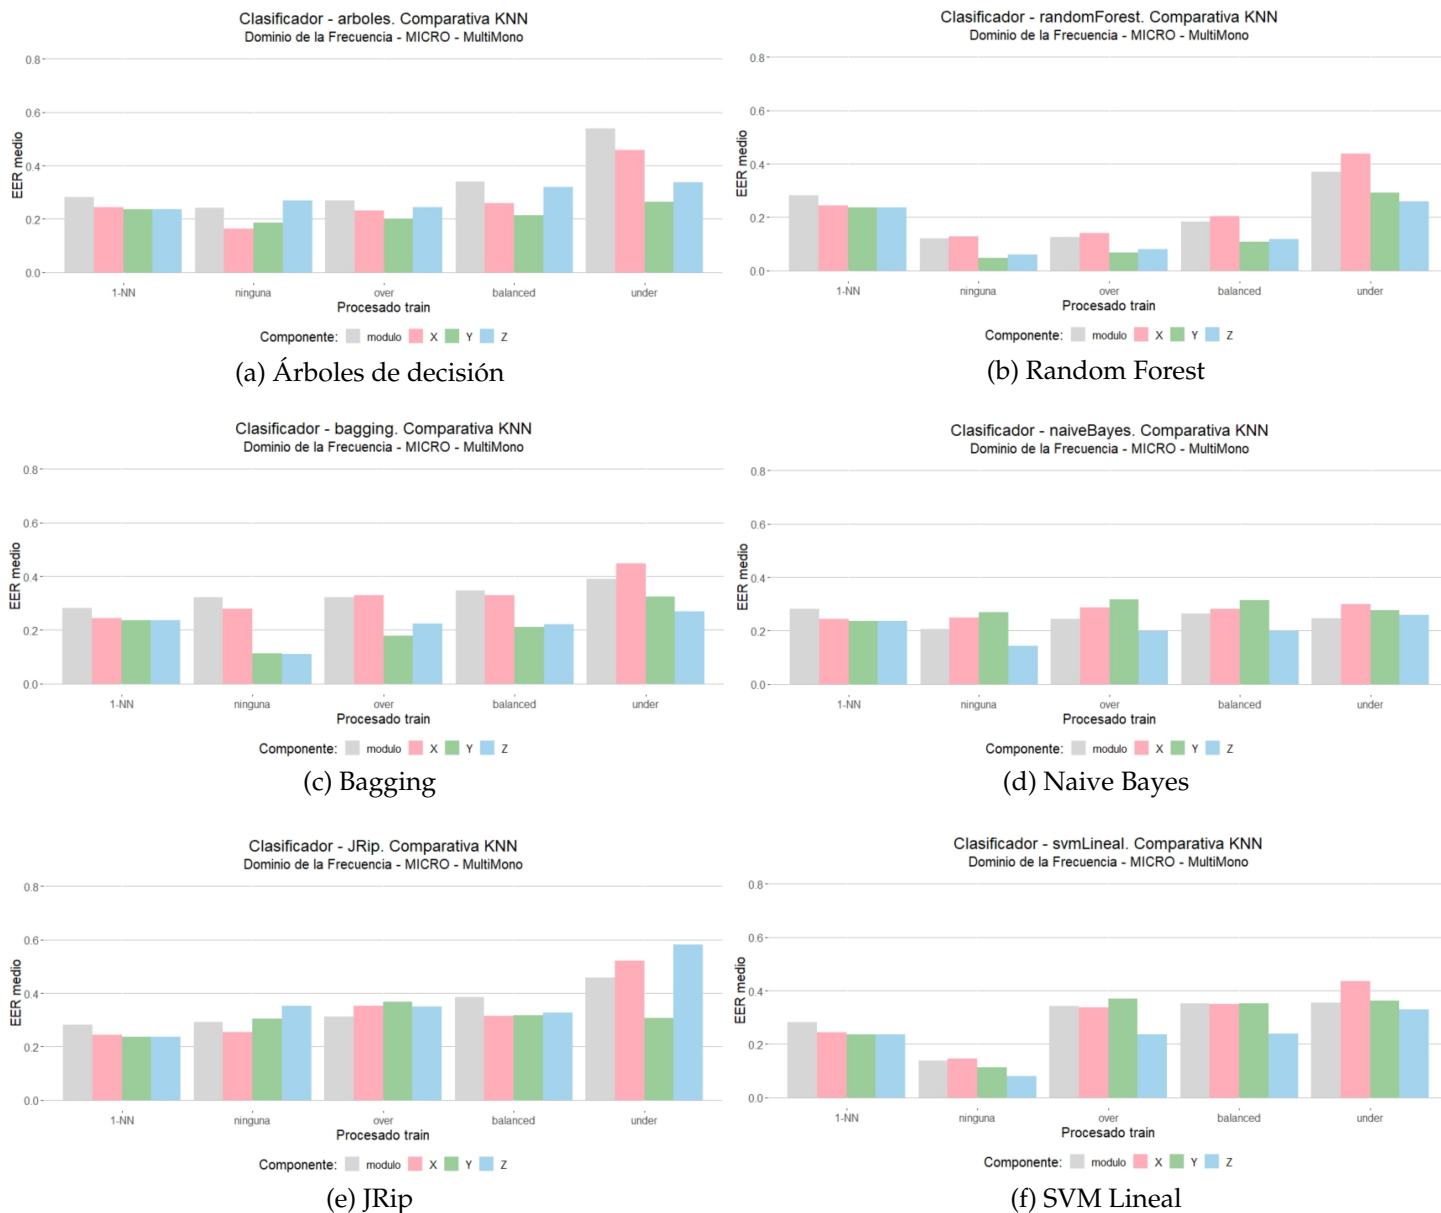 Clasificador - arboles. Comparativa KNN
Dominio de la Frecuencia - MICRO - MultiMono
EER medio
0.8
0.6
0.4
0.2
0.0
1-NN ninguna over balanced under
Procesado train
Componente: modulo X Y Z
(a) Árboles de decisión
Clasificador - randomForest. Comparativa KNN
Dominio de la Frecuencia - MICRO - MultiMono
EER medio
0.8
0.6
0.4
0.2
0.0
1-NN ninguna over balanced under
Procesado train
Componente: modulo X Y Z
(b) Random Forest
Clasificador - bagging. Comparativa KNN
Dominio de la Frecuencia - MICRO - MultiMono
EER medio
0.8
0.6
0.4
0.2
0.0
1-NN ninguna over balanced under
Procesado train
Componente: modulo X Y Z
(c) Bagging
Clasificador - naiveBayes. Comparativa KNN
Dominio de la Frecuencia - MICRO - MultiMono
EER medio
0.8
0.6
0.4
0.2
0.0
1-NN ninguna over balanced under
Procesado train
Componente: modulo X Y Z
(d) Naive Bayes
Clasificador - JRip. Comparativa KNN
Dominio de la Frecuencia - MICRO - MultiMono
EER medio
0.8
0.6
0.4
0.2
0.0
1-NN ninguna over balanced under
Procesado train
Componente: modulo X Y Z
(e) JRip
Clasificador - svmLineal. Comparativa KNN
Dominio de la Frecuencia - MICRO - MultiMono
EER medio
0.8
0.6
0.4
0.2
0.0
1-NN ninguna over balanced under
Procesado train
Componente: modulo X Y Z
(f) SVM Lineal